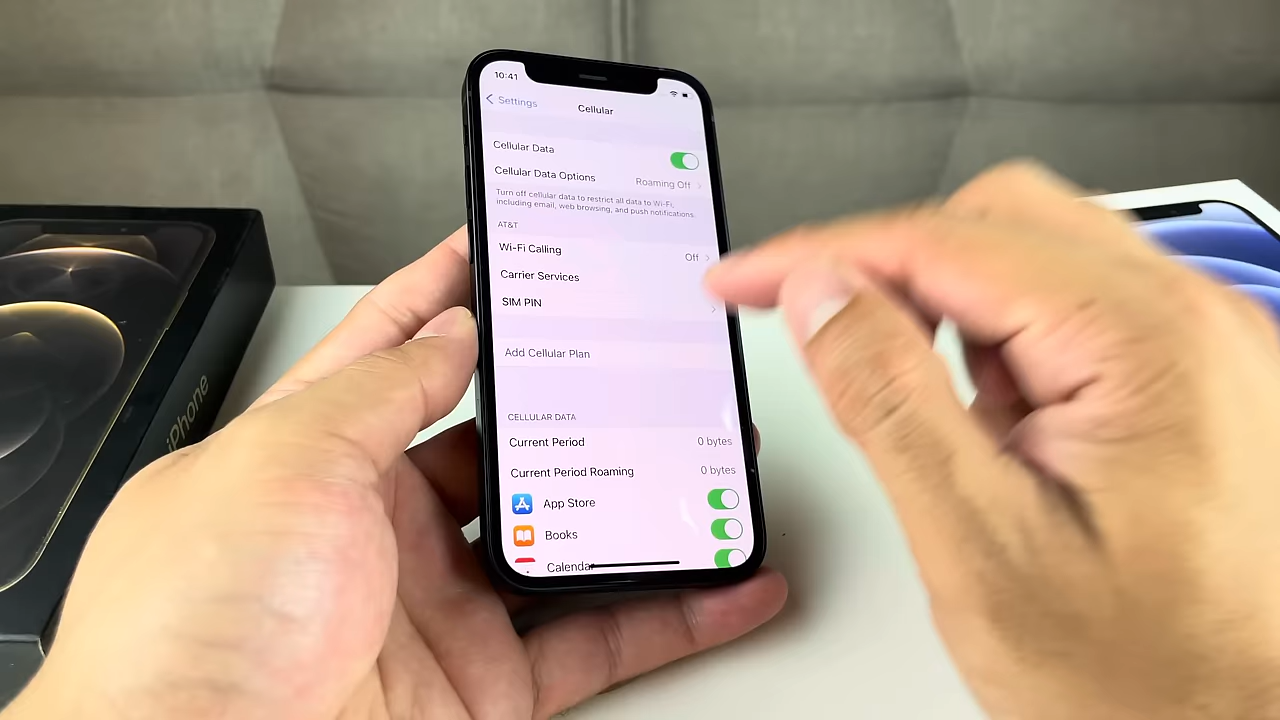 10:41
Settings
Cellular
Cellular Data
Cellular Data Options Roaming Off
Turn off cellular data to restrict all data to Wi-Fi,
including email, web browsing, and push notifications.
AT&T
Wi-Fi Calling Off
Carrier Services
SIM PIN
Add Cellular Plan
CELLULAR DATA
Current Period 0 bytes
Current Period Roaming 0 bytes
App Store
Books
Calendar
iPhone